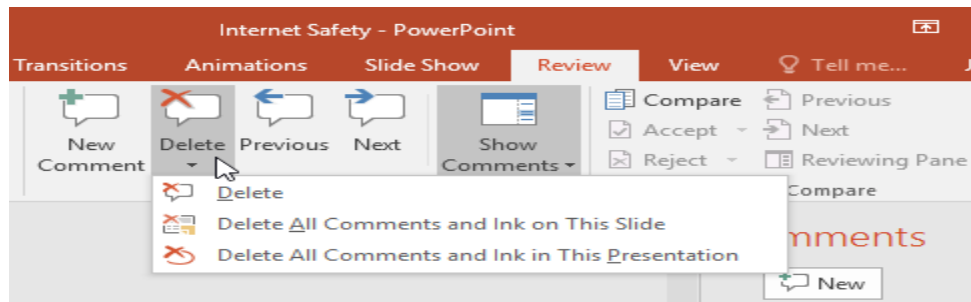 Internet Safety - PowerPoint
Transitions Animations Slide Show Review View Tell me... J
New Comment
Delete
Previous
Next
Show Comments
Compare
Accept
Reject
Previous
Next
Reviewing Pane
Compare
Delete
Delete All Comments and Ink on This Slide
Delete All Comments and Ink in This Presentation
mments
New